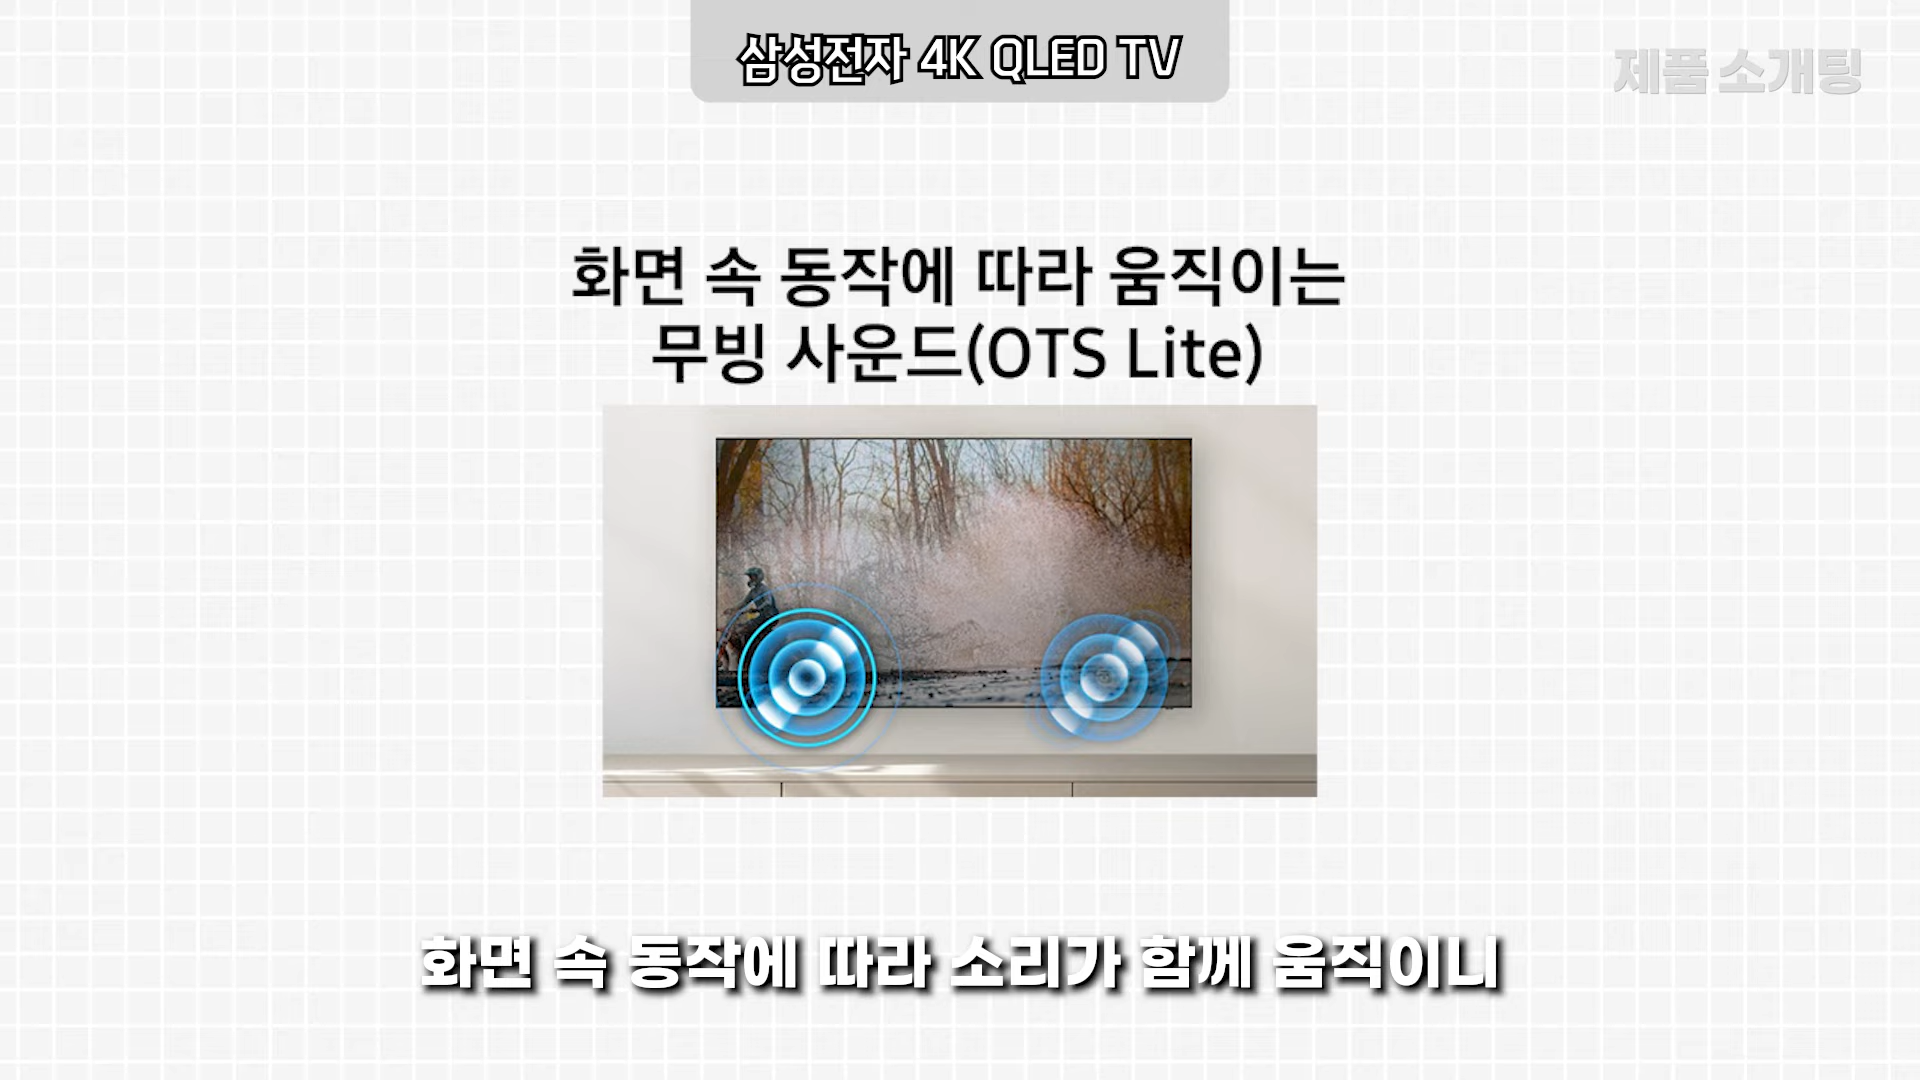 삼성전자 4K QLED TV
제품 소개팅
화면 속 동작에 따라 움직이는
무빙 사운드(OTS Lite)
화면 속 동작에 따라 소리가 함께 움직이니